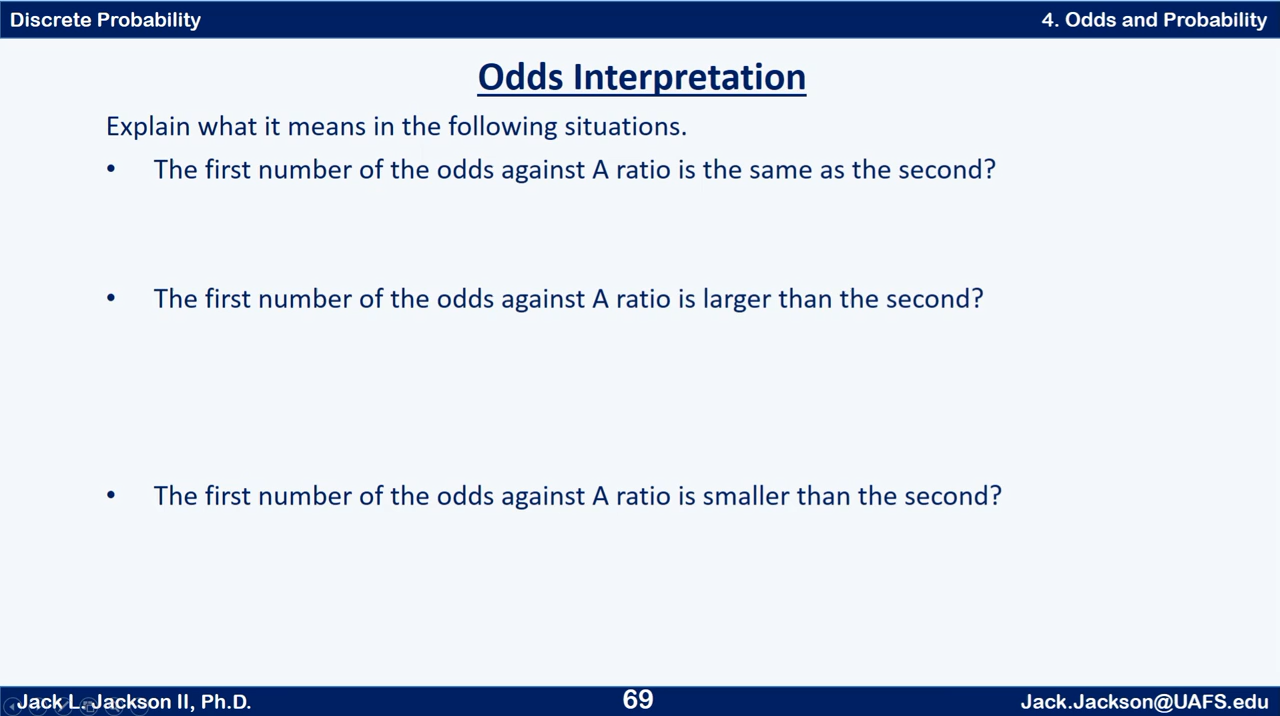 Discrete Probability
4. Odds and Probability
Odds Interpretation
Explain what it means in the following situations.
• The first number of the odds against A ratio is the same as the second?
• The first number of the odds against A ratio is larger than the second?
• The first number of the odds against A ratio is smaller than the second?
Jack L. Jackson II, Ph.D.
69
Jack.Jackson@UAFS.edu